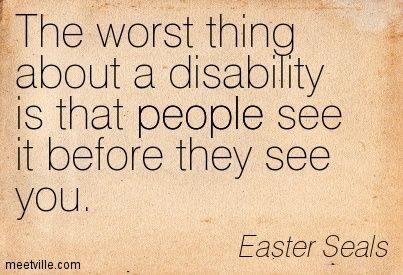 The worst thing
about a disability
is that people see
it before they see
you.
Easter Seals
meetville.com